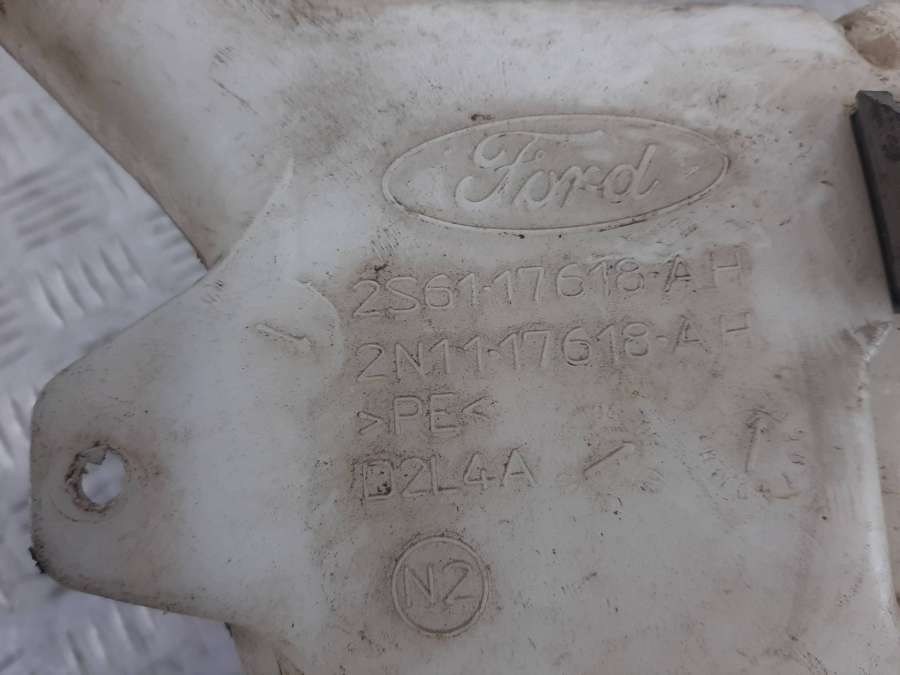 Ford
2S61-17618-AH
2N11-17618-AH
>PE<
D2L4A
N2